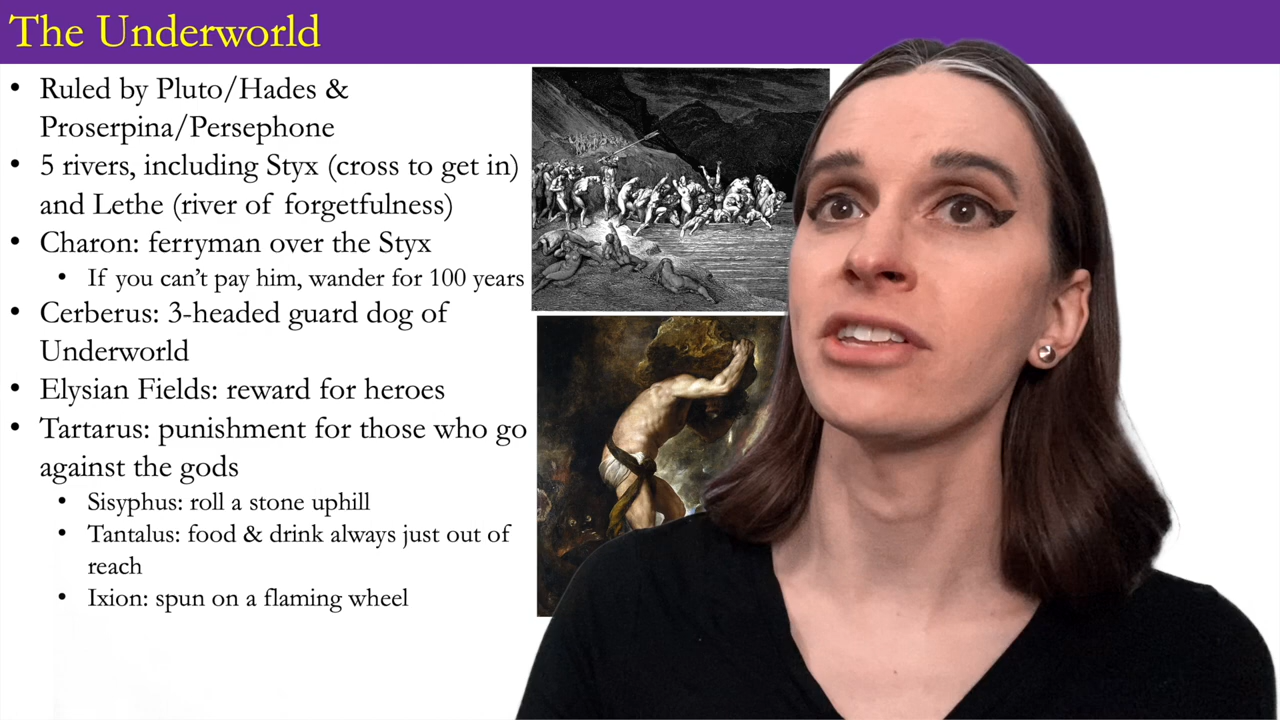 The Underworld
• Ruled by Pluto/Hades &
Proserpina/Persephone
• 5 rivers, including Styx (cross to get in)
and Lethe (river of forgetfulness)
• Charon: ferryman over the Styx
• If you can't pay him, wander for 100 years
• Cerberus: 3-headed guard dog of
Underworld
• Elysian Fields: reward for heroes
• Tartarus: punishment for those who go
against the gods
• Sisyphus: roll a stone uphill
• Tantalus: food & drink always just out of
reach
• Ixion: spun on a flaming wheel